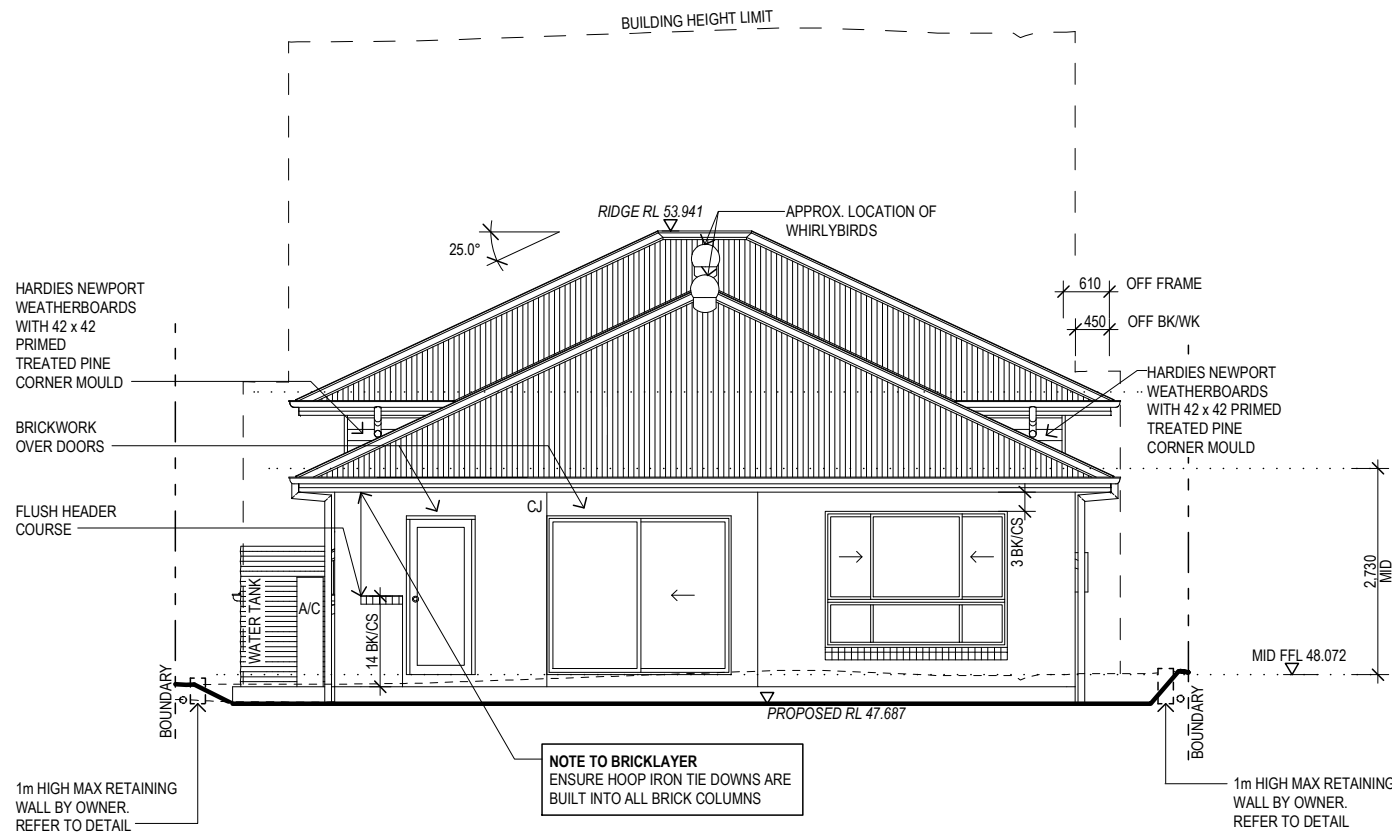 BUILDING HEIGHT LIMIT
RIDGE RL 53.941
APPROX. LOCATION OF
WHIRLYBIRDS
25.0°
610
OFF FRAME
450
OFF BK/WK
HARDIES NEWPORT
WEATHERBOARDS
WITH 42 x 42
PRIMED
TREATED PINE
CORNER MOULD
HARDIES NEWPORT
WEATHERBOARDS
WITH 42 x 42 PRIMED
TREATED PINE
CORNER MOULD
BRICKWORK
OVER DOORS
FLUSH HEADER
COURSE
CJ
3 BK/CS
2,730
MID
WATER TANK
A/C
14 BK/CS
MID FFL 48.072
BOUNDARY
PROPOSED RL 47.687
BOUNDARY
NOTE TO BRICKLAYER
ENSURE HOOP IRON TIE DOWNS ARE
BUILT INTO ALL BRICK COLUMNS
1m HIGH MAX RETAINING
WALL BY OWNER.
REFER TO DETAIL
1m HIGH MAX RETAINING
WALL BY OWNER.
REFER TO DETAIL